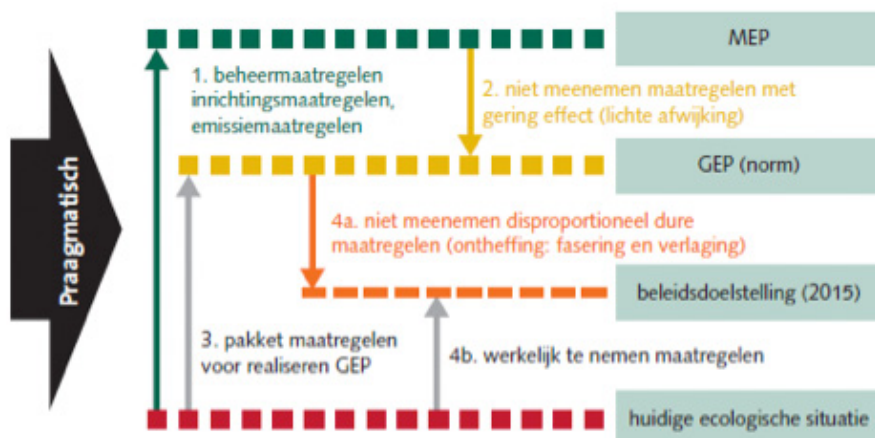 Praagmatisch
MEP
1. beheermaatregelen
inrichtingsmaatregelen,
emissiemaatregelen
2. niet meenemen maatregelen met
gering effect (lichte afwijking)
GEP (norm)
4a. niet meenemen disproportioneel dure
maatregelen (ontheffing: fasering en verlaging)
beleidsdoelstelling (2015)
3. pakket maatregelen
voor realiseren GEP
4b. werkelijk te nemen maatregelen
huidige ecologische situatie